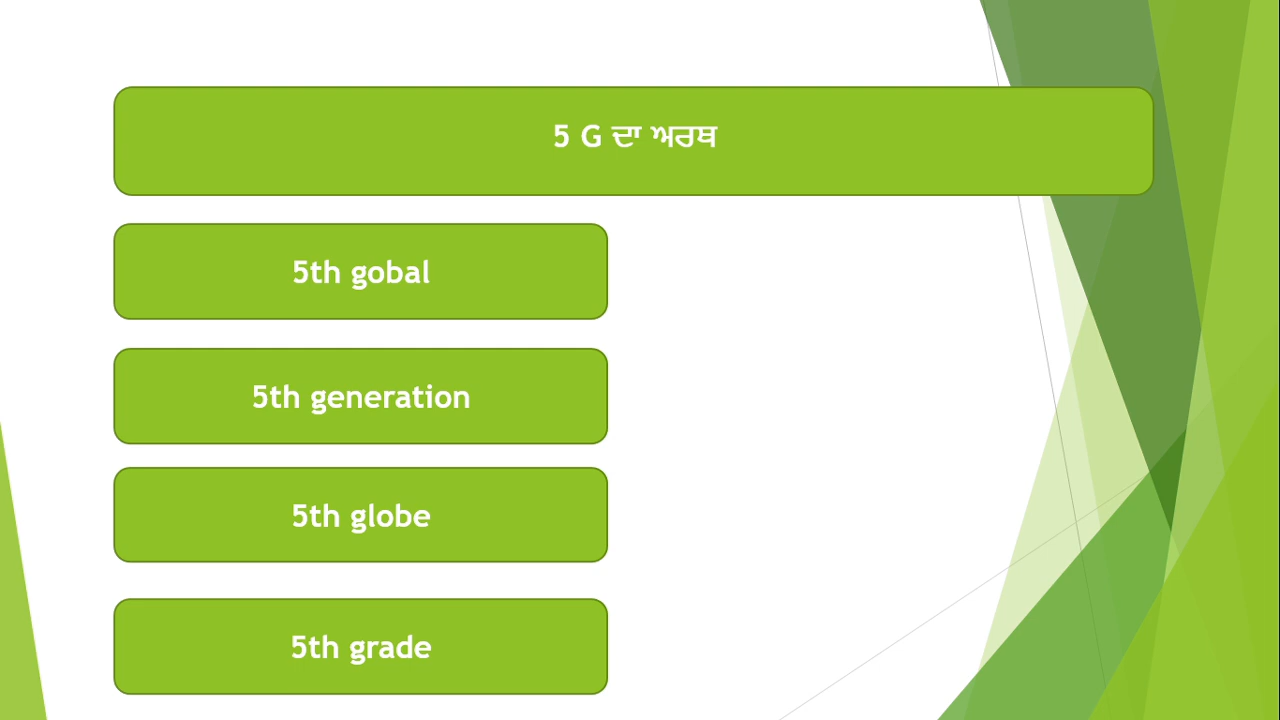 5 G ਦਾ ਅਰਥ
5th gobal
5th generation
5th globe
5th grade